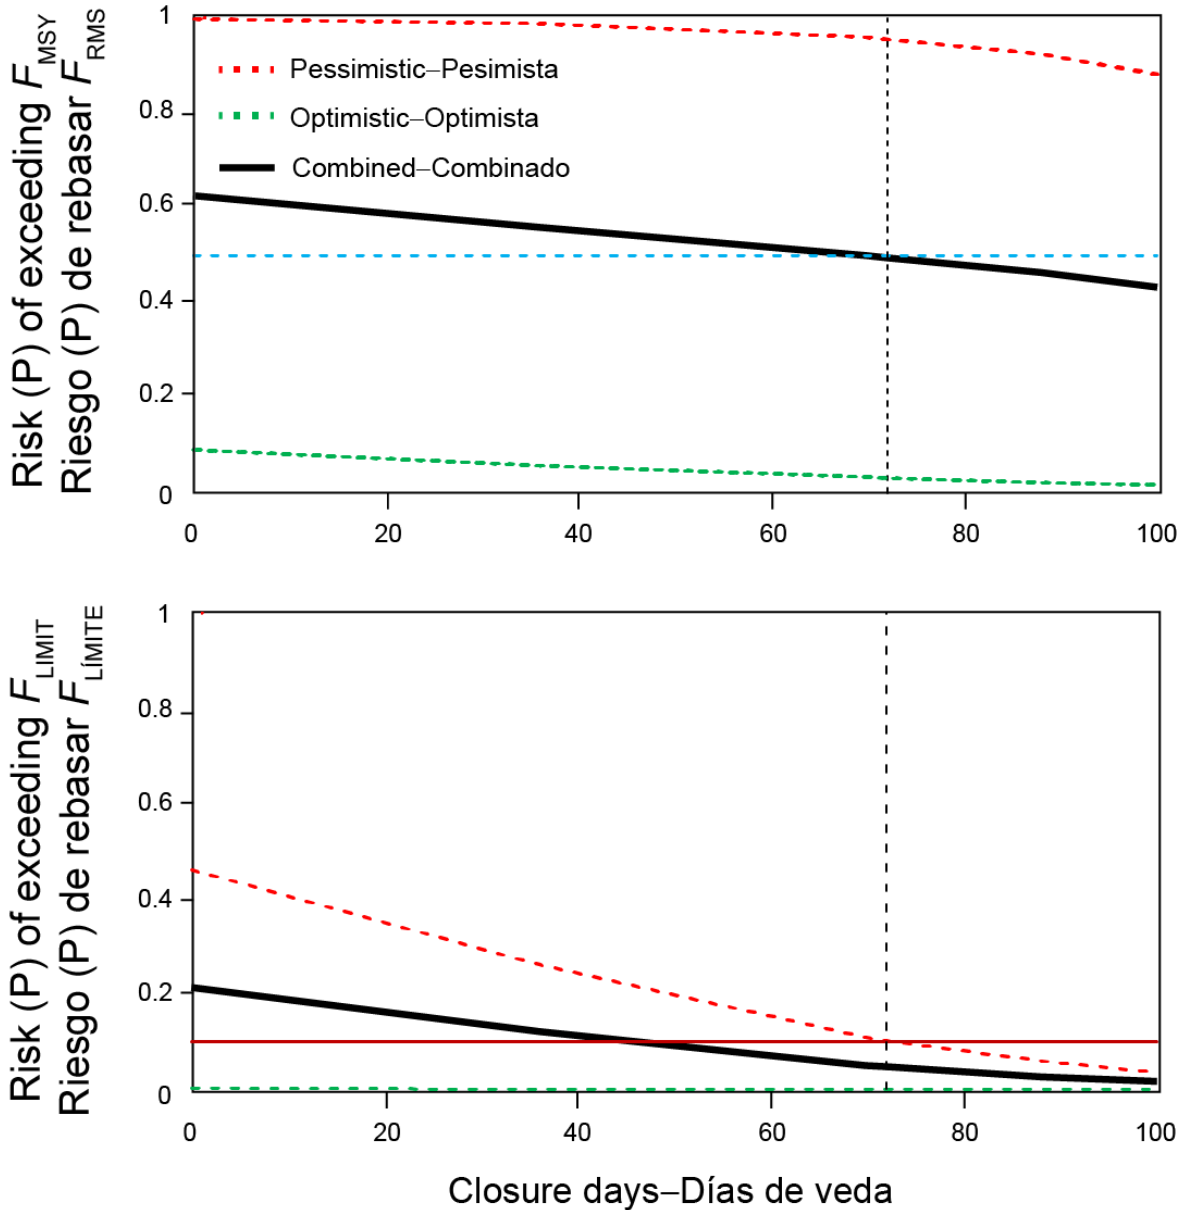 Risk (P) of exceeding FMSY
Riesgo (P) de rebasar FRMS
1
0.8
0.6
0.4
0.2
0
Pessimistic–Pesimista
Optimistic–Optimista
Combined–Combinado
0 20 40 60 80 100
Risk (P) of exceeding FLIMIT
Riesgo (P) de rebasar FLÍMITE
1
0.8
0.6
0.4
0.2
0
0 20 40 60 80 100
Closure days–Días de veda